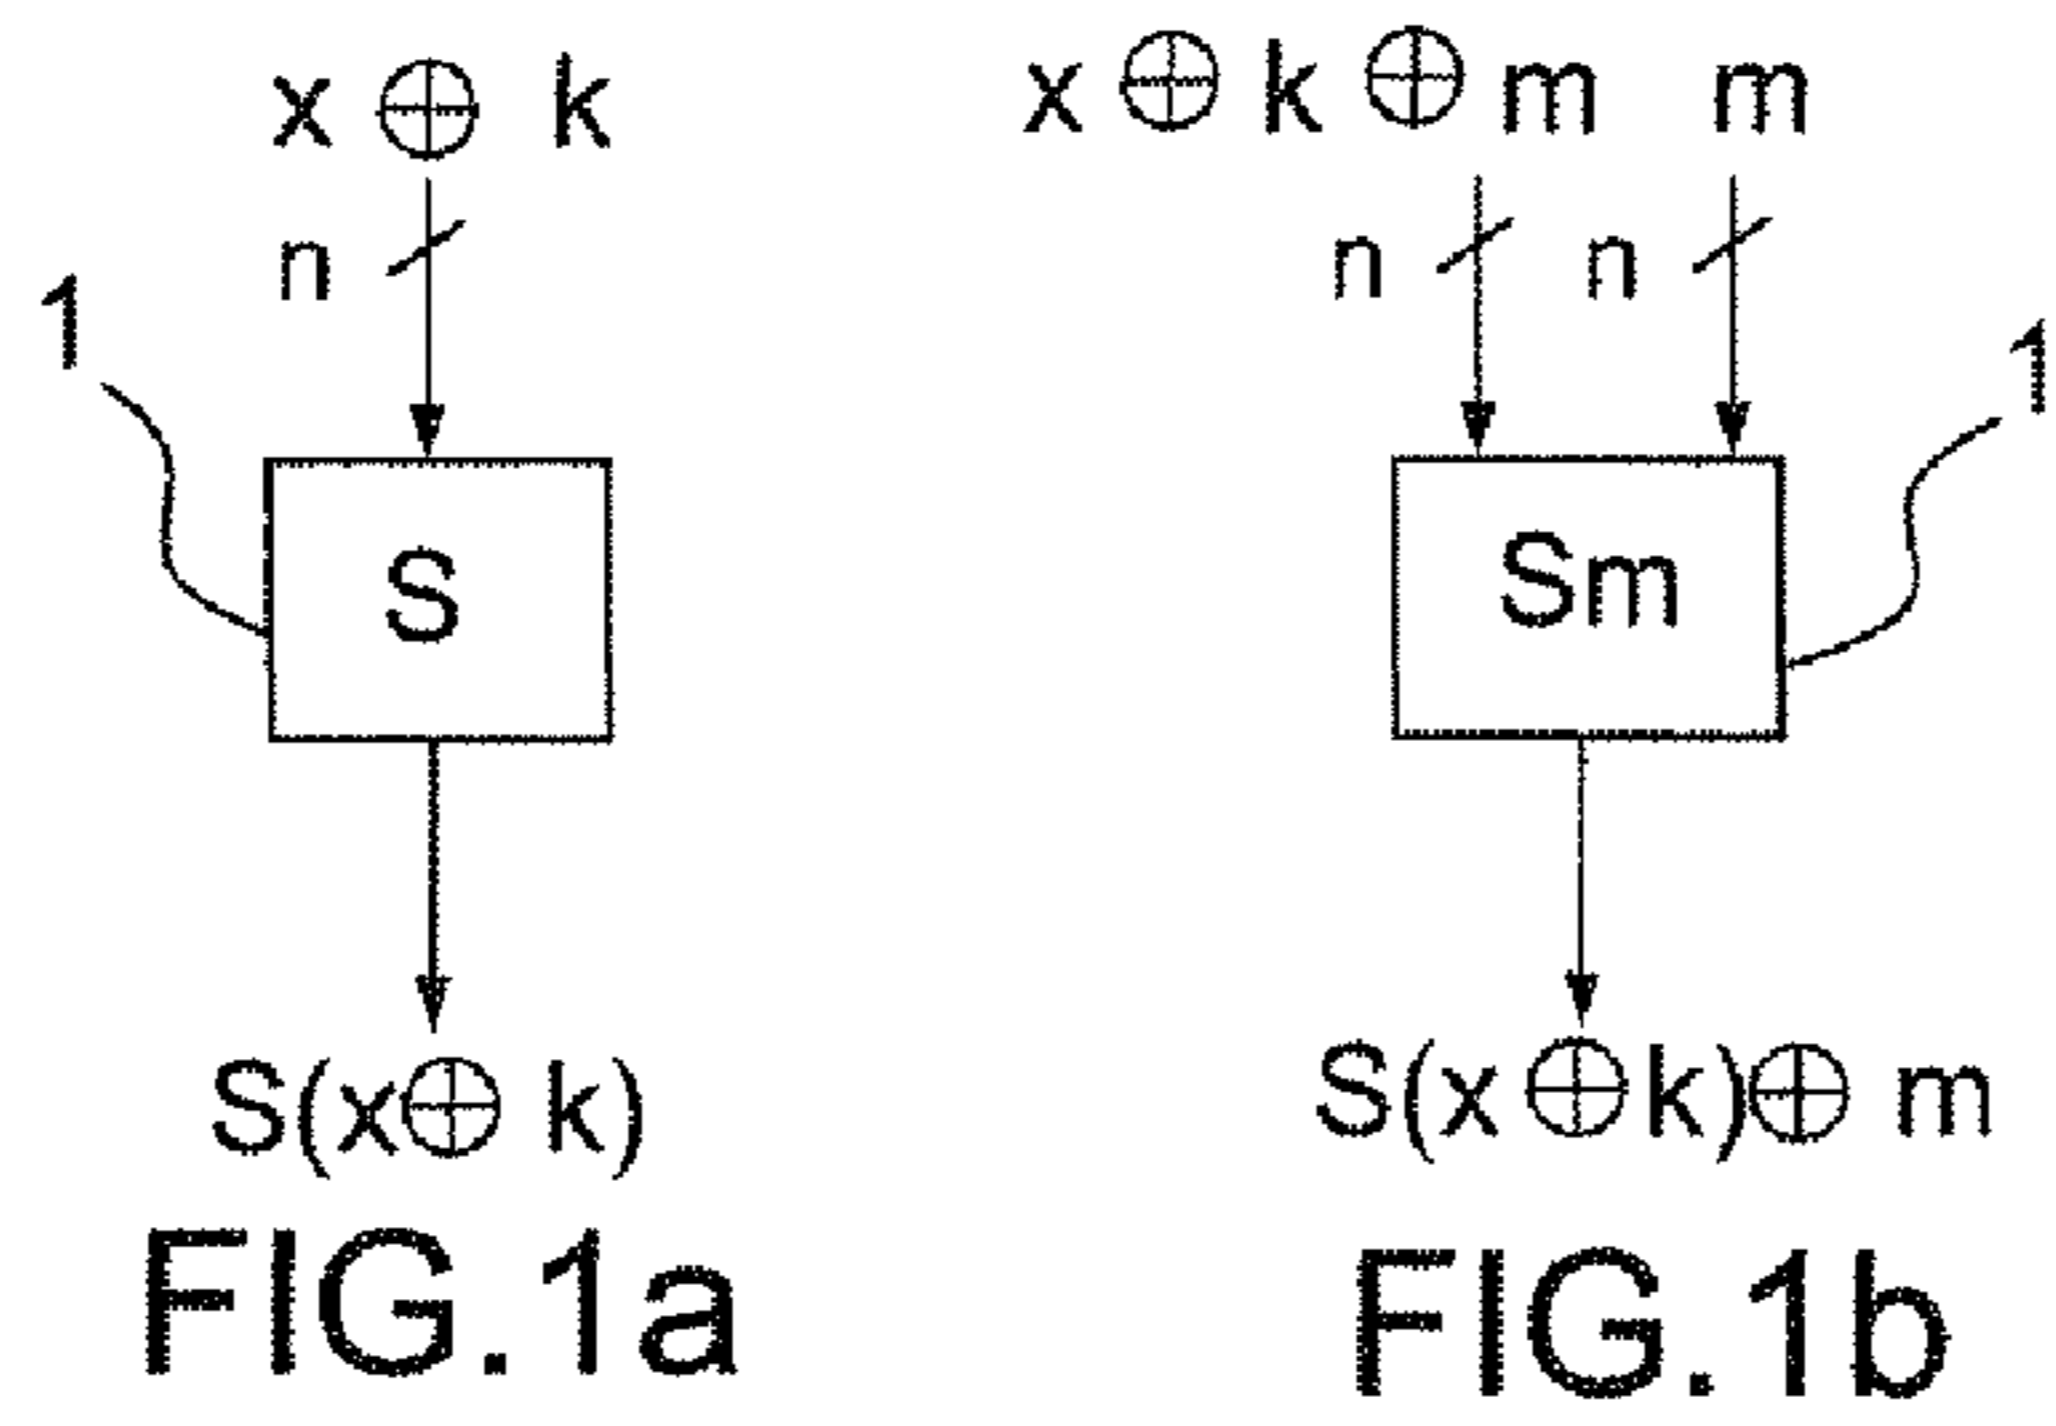 x ⊕ k
n
1
S
S(x⊕ k)
FIG.1a
x ⊕ k ⊕ m m
n n
1
Sm
S(x ⊕ k)⊕ m
FIG.1b